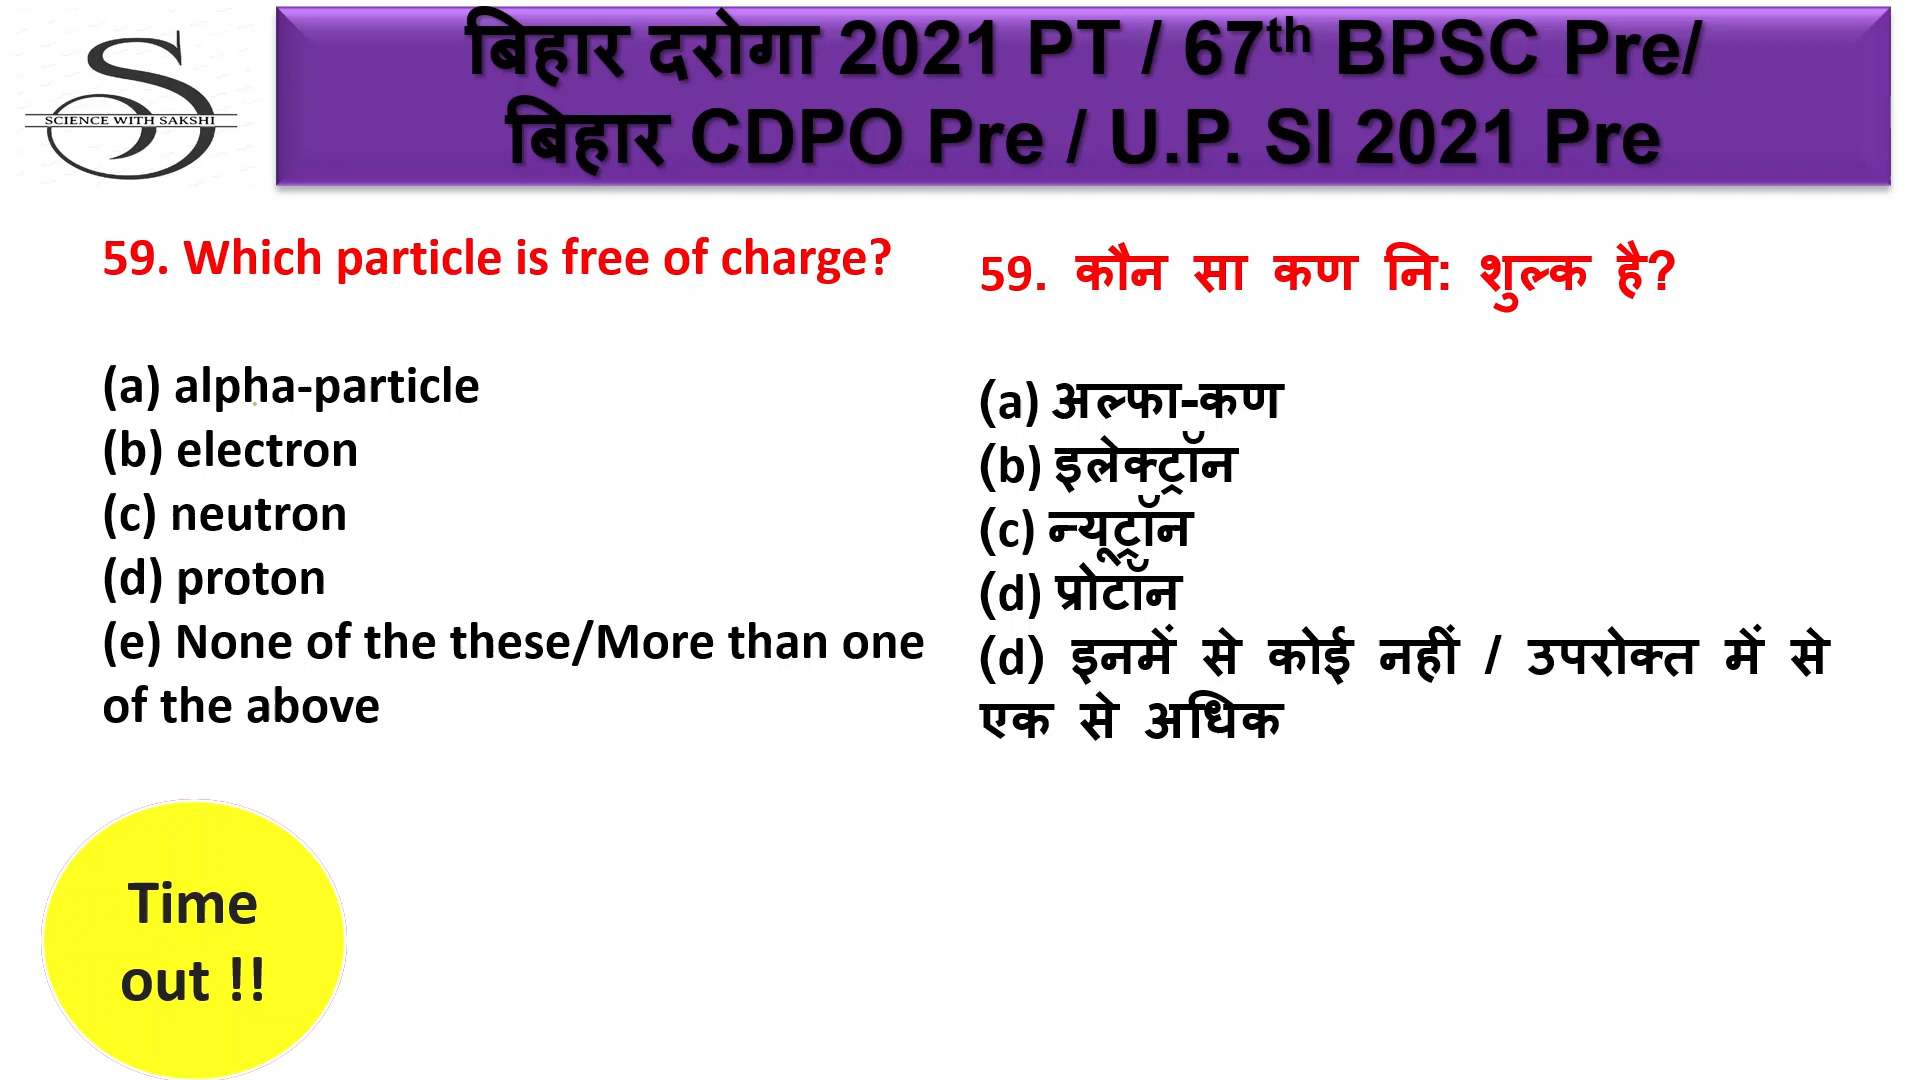 SCIENCE WITH SAKSHI
बिहार दरोगा 2021 PT / 67th BPSC Pre/
बिहार CDPO Pre / U.P. SI 2021 Pre
59. Which particle is free of charge?
(a) alpha-particle
(b) electron
(c) neutron
(d) proton
(e) None of the these/More than one
of the above
59. कौन सा कण नि: शुल्क है?
(a) अल्फा-कण
(b) इलेक्ट्रॉन
(c) न्यूट्रॉन
(d) प्रोटॉन
(d) इनमें से कोई नहीं / उपरोक्त में से
एक से अधिक
Time
out !!